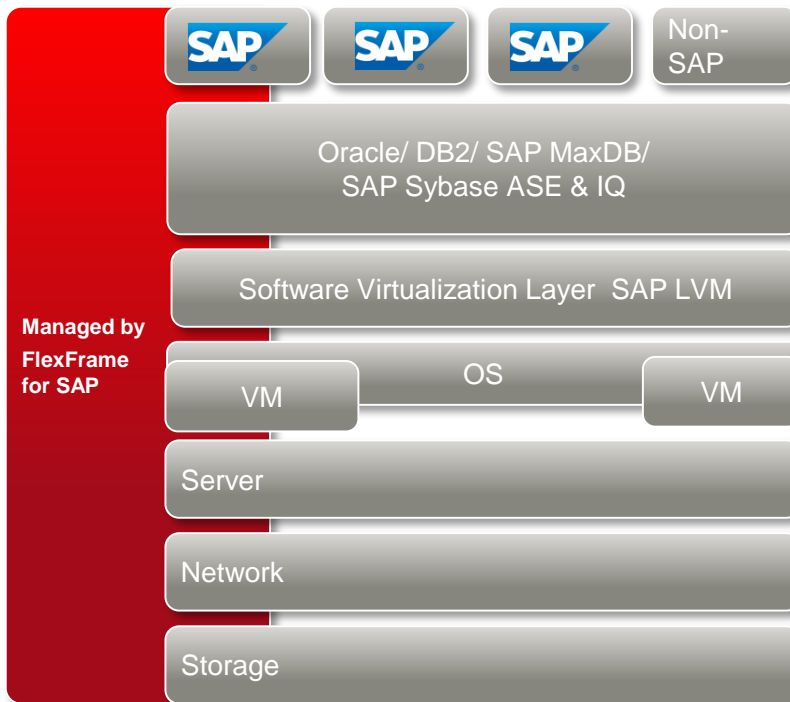 SAP
SAP
SAP
Non-
SAP
Oracle/ DB2/ SAP MaxDB/
SAP Sybase ASE & IQ
Software Virtualization Layer SAP LVM
Managed by
FlexFrame
for SAP
OS
VM
VM
Server
Network
Storage